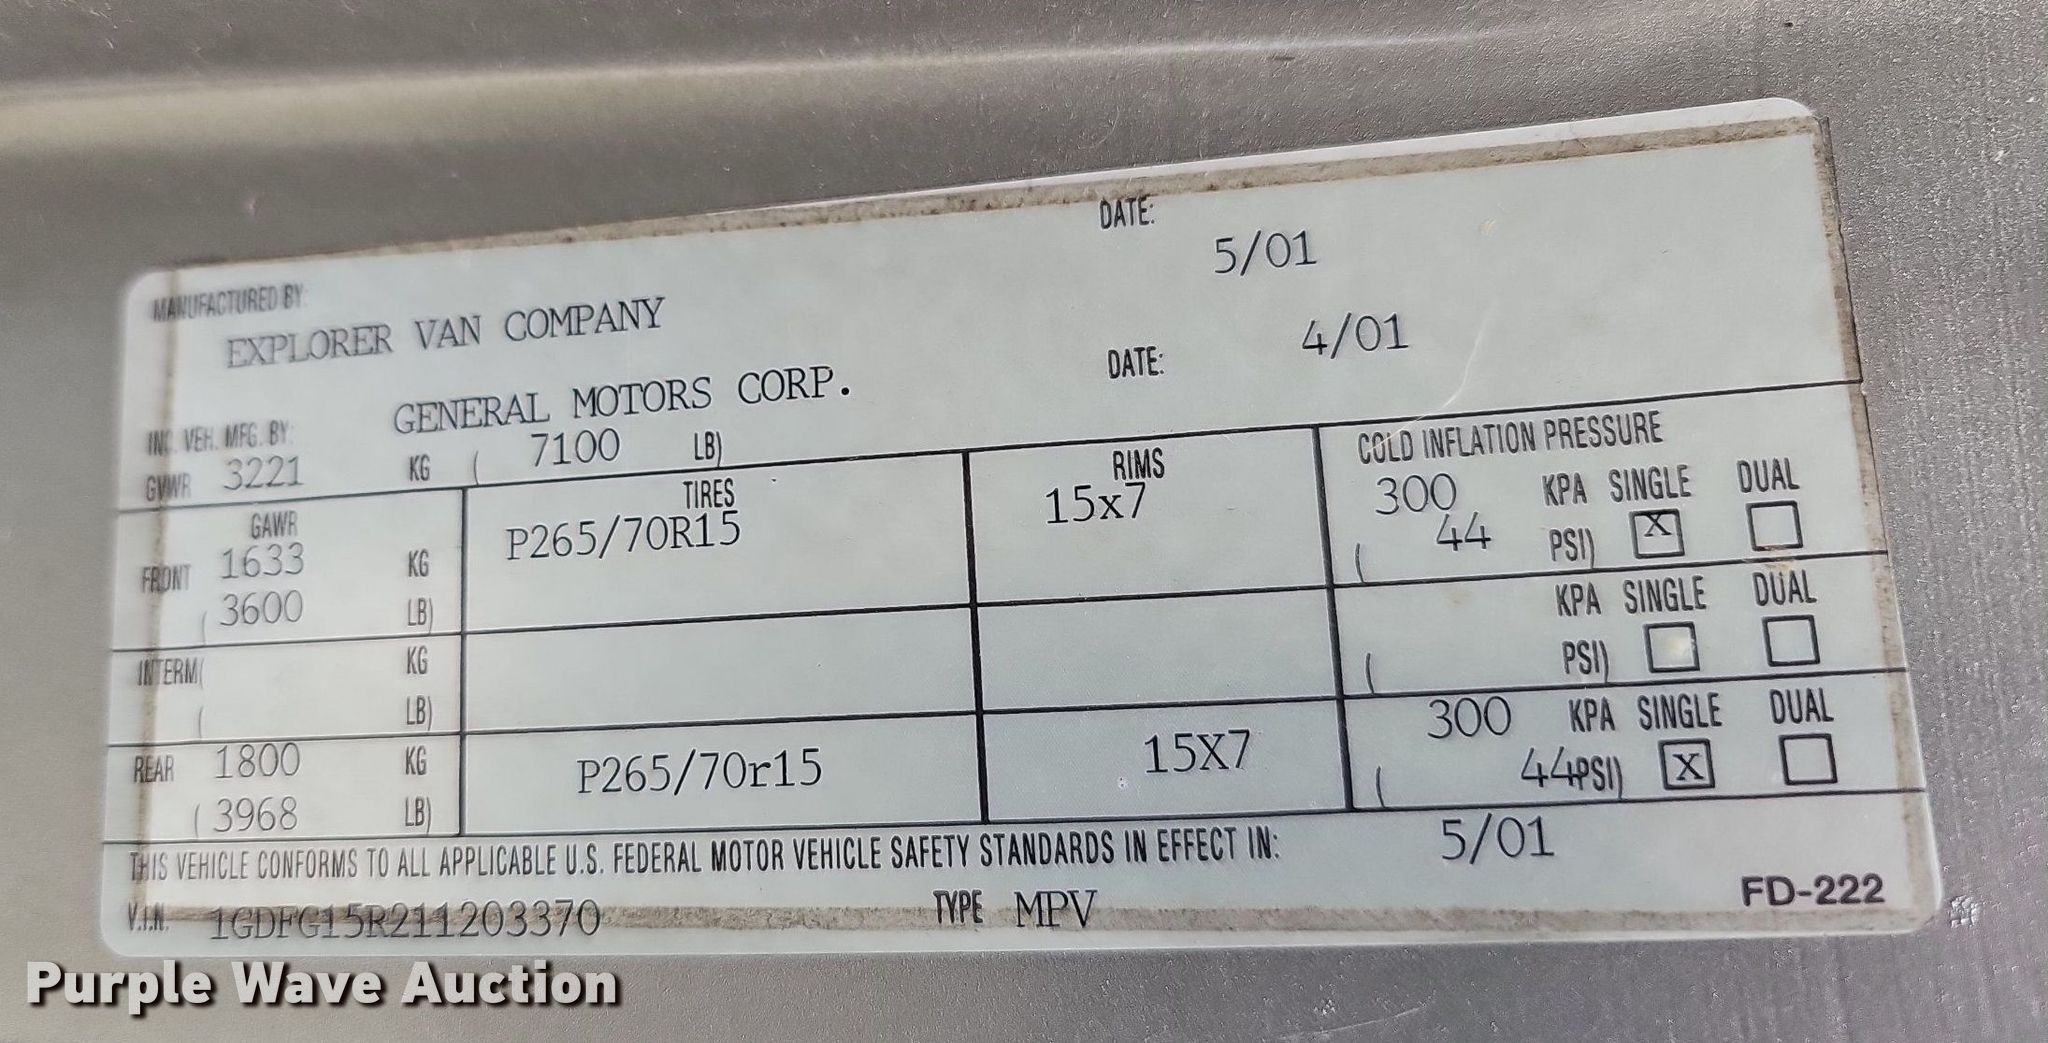 DATE:
5/01
MANUFACTURED BY:
EXPLORER VAN COMPANY
DATE: 4/01
INC. VEH. MFG. BY: GENERAL MOTORS CORP.
GVWR 3221 KG ( 7100 LB)
GAWR TIRES RIMS COLD INFLATION PRESSURE
FRONT 1633 KG P265/70R15 15x7 300 KPA SINGLE DUAL
( 3600 LB) ( 44 PSI) X
INTERM( KG KPA SINGLE DUAL
( LB) ( PSI)
REAR 1800 KG P265/70r15 15X7 300 KPA SINGLE DUAL
( 3968 LB) ( 44PSI) X
THIS VEHICLE CONFORMS TO ALL APPLICABLE U.S. FEDERAL MOTOR VEHICLE SAFETY STANDARDS IN EFFECT IN: 5/01
V.I.N. 1GDFG15R211203370 TYPE MPV FD-222
Purple Wave Auction